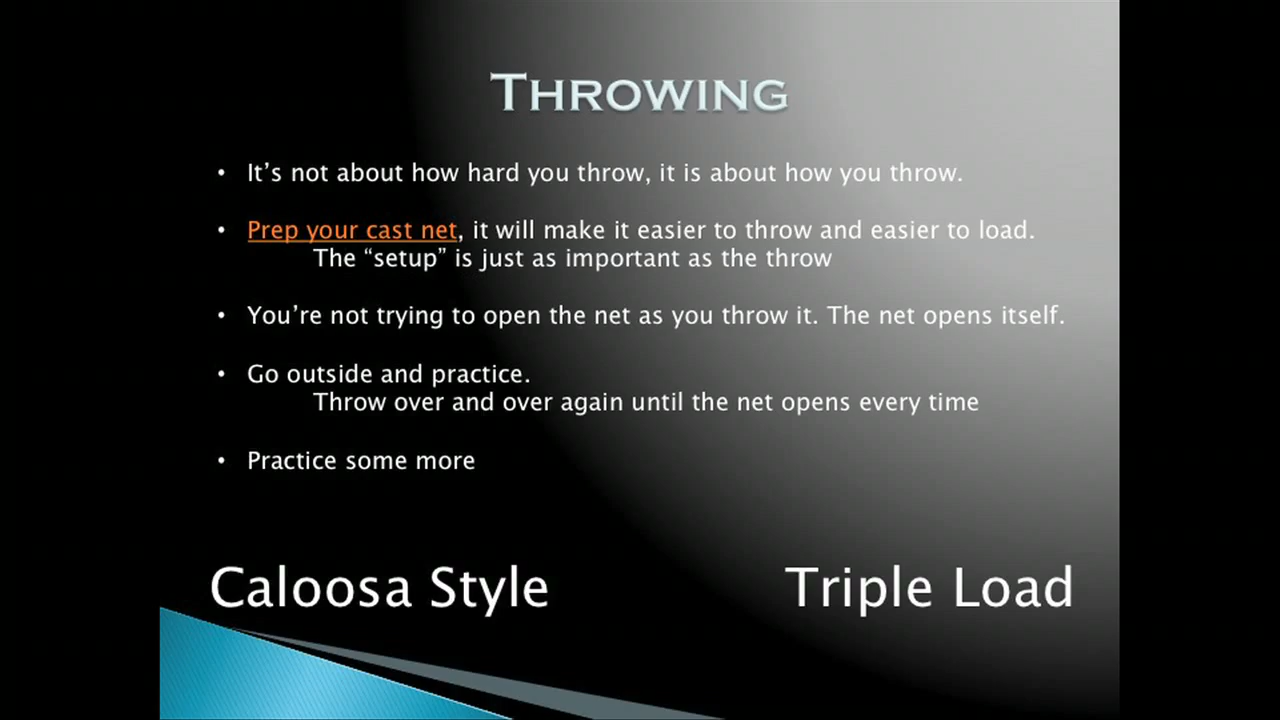 THROWING
• It’s not about how hard you throw, it is about how you throw.
• Prep your cast net, it will make it easier to throw and easier to load.
The “setup” is just as important as the throw
• You’re not trying to open the net as you throw it. The net opens itself.
• Go outside and practice.
Throw over and over again until the net opens every time
• Practice some more
Caloosa Style
Triple Load